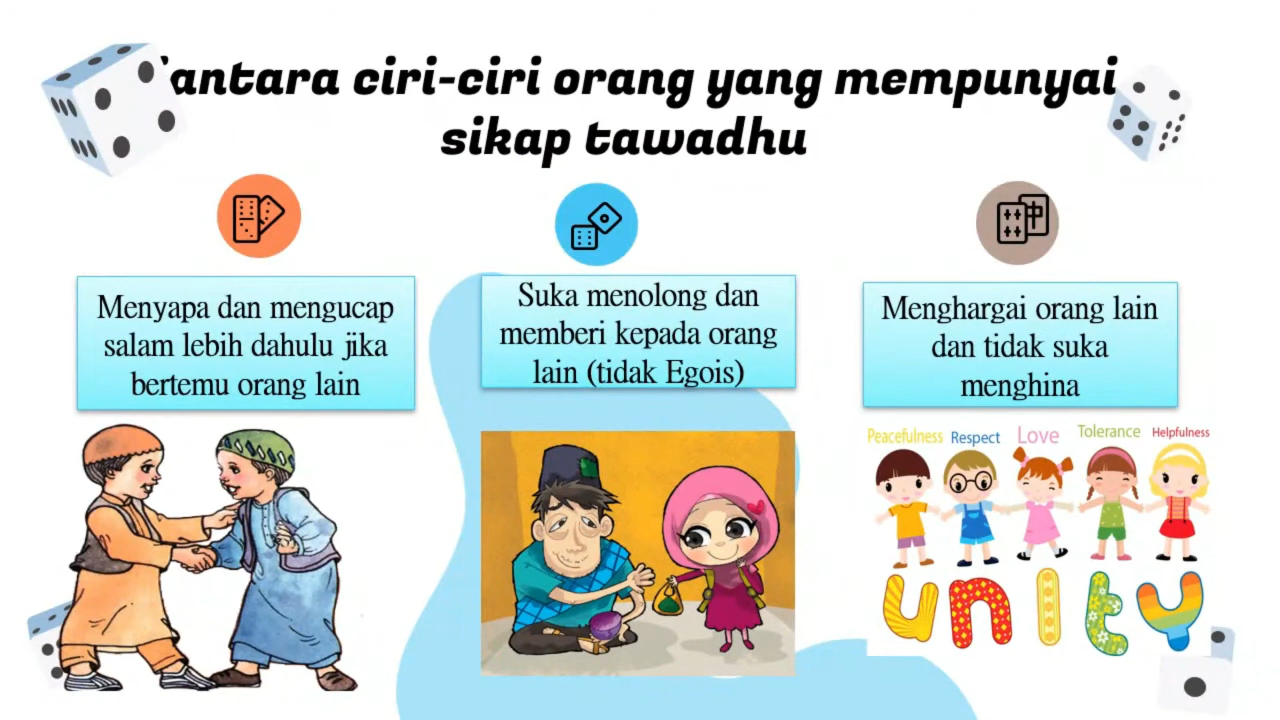 ciri-ciri orang yang mempunyai
sikap tawadhu
Menyapa dan mengucap
salam lebih dahulu jika
bertemu orang lain
Suka menolong dan
memberi kepada orang
lain (tidak Egois)
Menghargai orang lain
dan tidak suka
menghina
Peacefulness Respect Love Tolerance Helpfulness
unity